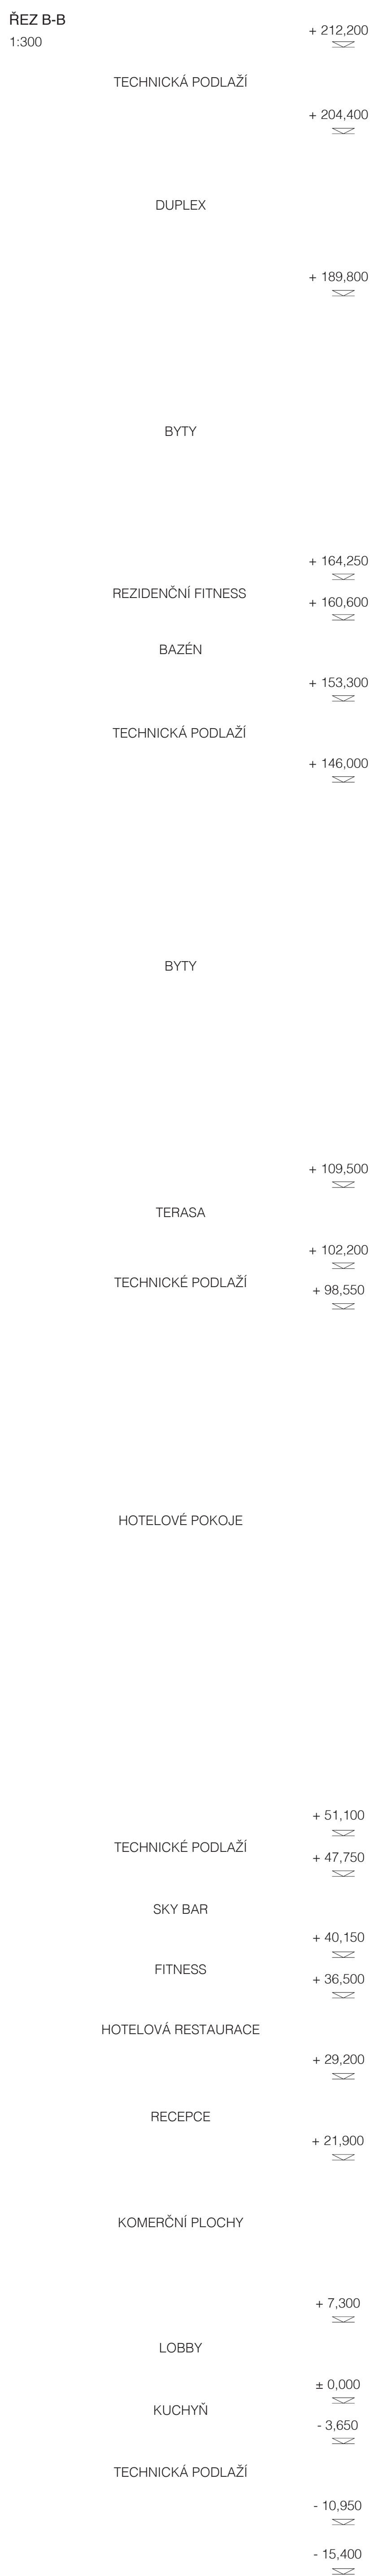 ŘEZ B-B
1:300
+ 212,200
TECHNICKÁ PODLAŽÍ
+ 204,400
DUPLEX
+ 189,800
BYTY
+ 164,250
REZIDENČNÍ FITNESS
+ 160,600
BAZÉN
+ 153,300
TECHNICKÁ PODLAŽÍ
+ 146,000
BYTY
+ 109,500
TERASA
+ 102,200
TECHNICKÉ PODLAŽÍ
+ 98,550
HOTELOVÉ POKOJE
+ 51,100
TECHNICKÉ PODLAŽÍ
+ 47,750
SKY BAR
+ 40,150
FITNESS
+ 36,500
HOTELOVÁ RESTAURACE
+ 29,200
RECEPCE
+ 21,900
KOMERČNÍ PLOCHY
+ 7,300
LOBBY
± 0,000
KUCHYŇ
- 3,650
TECHNICKÁ PODLAŽÍ
- 10,950
- 15,400